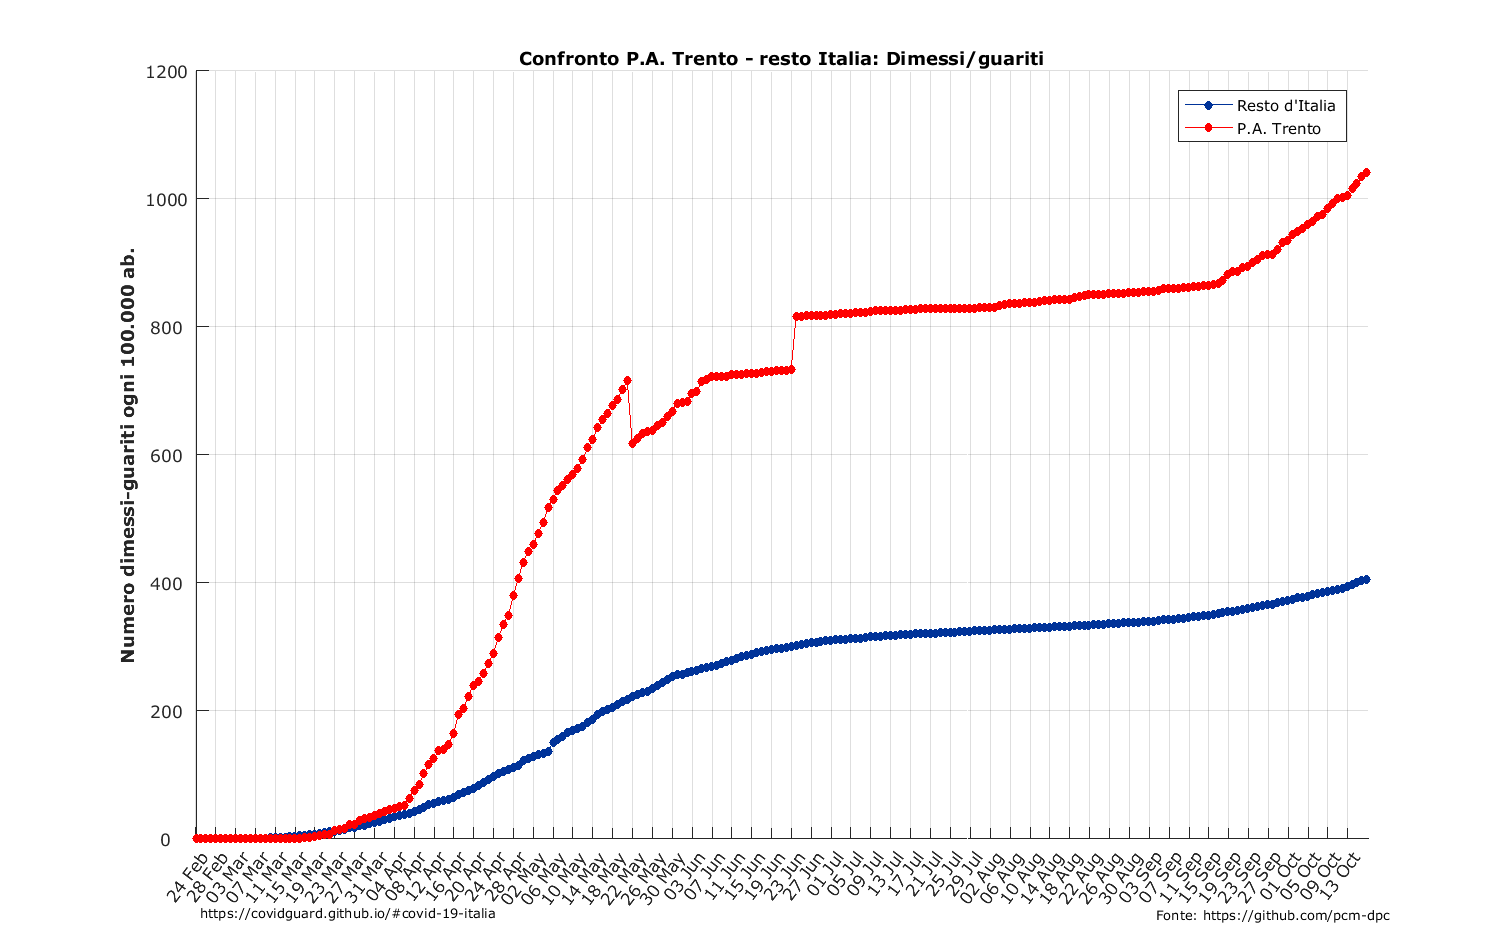 Confronto P.A. Trento - resto Italia: Dimessi/guariti
Resto d'Italia
P.A. Trento
Numero dimessi-guariti ogni 100.000 ab.
1200
1000
800
600
400
200
0
24 Feb
28 Feb
03 Mar
07 Mar
11 Mar
15 Mar
19 Mar
23 Mar
27 Mar
31 Mar
04 Apr
08 Apr
12 Apr
16 Apr
20 Apr
24 Apr
28 Apr
02 May
06 May
10 May
14 May
18 May
22 May
26 May
30 May
03 Jun
07 Jun
11 Jun
15 Jun
19 Jun
23 Jun
27 Jun
01 Jul
05 Jul
09 Jul
13 Jul
17 Jul
21 Jul
25 Jul
29 Jul
02 Aug
06 Aug
10 Aug
14 Aug
18 Aug
22 Aug
26 Aug
30 Aug
03 Sep
07 Sep
11 Sep
15 Sep
19 Sep
23 Sep
27 Sep
01 Oct
05 Oct
09 Oct
13 Oct
https://covidguard.github.io/#covid-19-italia
Fonte: https://github.com/pcm-dpc